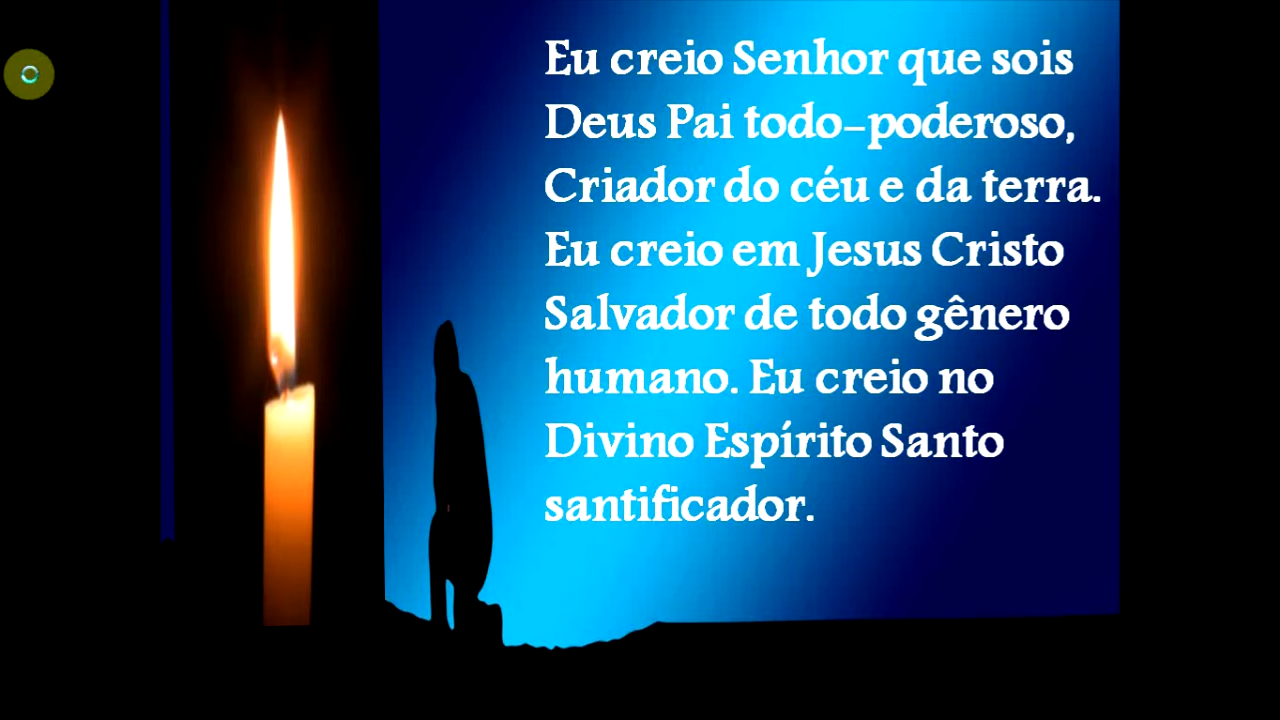 Eu creio Senhor que sois
Deus Pai todo-poderoso,
Criador do céu e da terra.
Eu creio em Jesus Cristo
Salvador de todo gênero
humano. Eu creio no
Divino Espírito Santo
santificador.